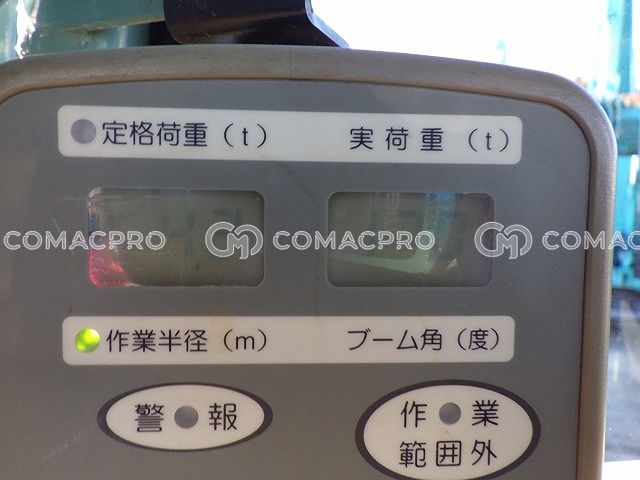 定格荷重(t) 実荷重(t)
COMACPRO COMACPRO COMACPRO
作業半径(m) ブーム角(度)
警報 作業
範囲外